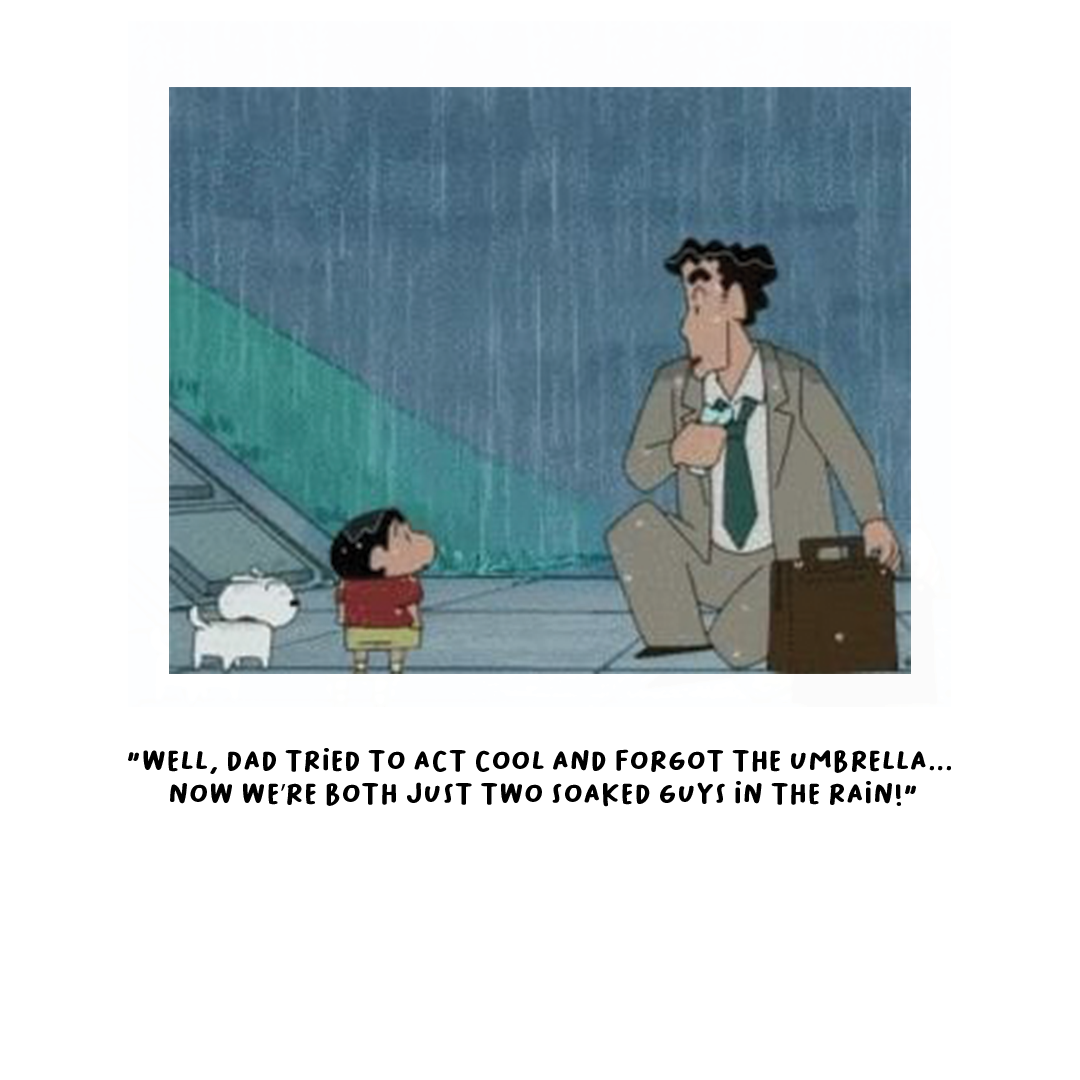 "WELL, DAD TRiED TO ACT COOL AND FORGOT THE UMBRELLA...
NOW WE'RE BOTH JUST TWO SOAKED GUYS iN THE RAiN!"